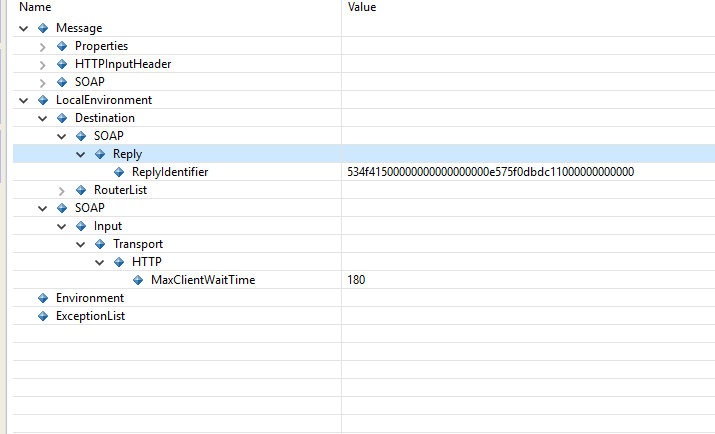 Name Value
Message
Properties
HTTPInputHeader
SOAP
LocalEnvironment
Destination
SOAP
Reply
ReplyIdentifier 534f41500000000000000000e575f0dbdc11000000000000
RouterList
SOAP
Input
Transport
HTTP
MaxClientWaitTime 180
Environment
ExceptionList